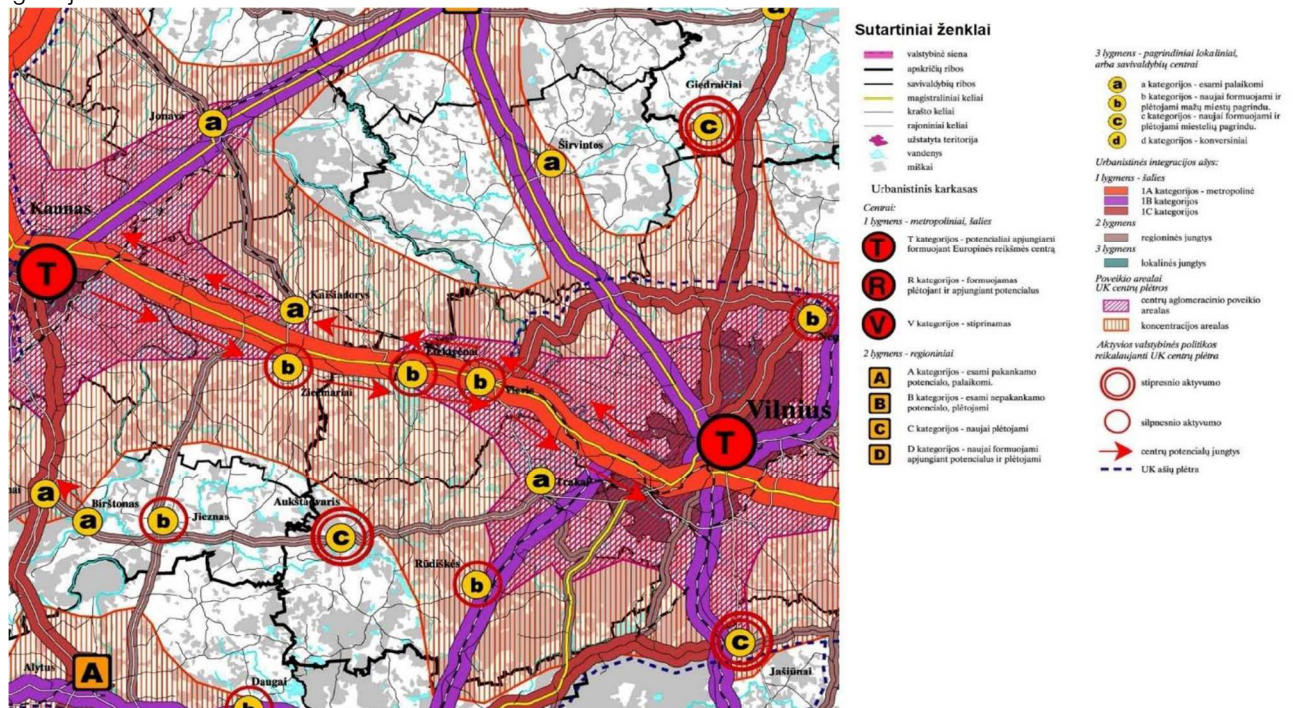 Giedraičiai
Jonava
Širvintos
Kaunas
Kaišiadorys
Žiežmariai
Elektrėnai
Vievis
Vilnius
Trakai
Birštonas
Jieznas
Aukštadvaris
Rūdiškės
Alytus
Daugai
Jašiūnai
T
T
a
a
a
a
a
a
a
b
b
b
b
b
b
b
c
c
c
A
Sutartiniai ženklai
valstybinė siena
apskričių ribos
savivaldybių ribos
magistraliniai keliai
krašto keliai
rajoniniai keliai
užstatyta teritorija
vandenys
miškai
Urbanistinis karkasas
Centrai:
1 lygmens - metropoliniai, šalies
T
T kategorijos - potencialiai apjungiami
formuojant Europinės reikšmės centrą
R
R kategorijos - formuojamas
plėtojant ir apjungiant potencialus
V
V kategorijos - stiprinamas
2 lygmens - regioniniai
A
A kategorijos - esami pakankamo
potencialo, palaikomi.
B
B kategorijos - esami nepakankamo
potencialo, plėtojami
C
C kategorijos - naujai plėtojami
D
D kategorijos - naujai formuojami
apjungiant potencialus ir plėtojami
3 lygmens - pagrindiniai lokaliniai,
arba savivaldybių centrai
a
a kategorijos - esami palaikomi
b
b kategorijos - naujai formuojami ir
plėtojami mažų miestų pagrindu.
c
c kategorijos - naujai formuojami ir
plėtojami miestelių pagrindu.
d
d kategorijos - konversiniai
Urbanistinės integracijos ašys:
1 lygmens - šalies
1A kategorijos - metropolinė
1B kategorijos
1C kategorijos
2 lygmens
regioninės jungtys
3 lygmens
lokalinės jungtys
Poveikio arealai
UK centrų plėtros
centrų aglomeracinio poveikio
arealas
koncentracijos arealas
Aktyvios valstybinės politikos
reikalaujanti UK centrų plėtra
stipresnio aktyvumo
silpnesnio aktyvumo
centrų potencialų jungtys
UK ašių plėtra